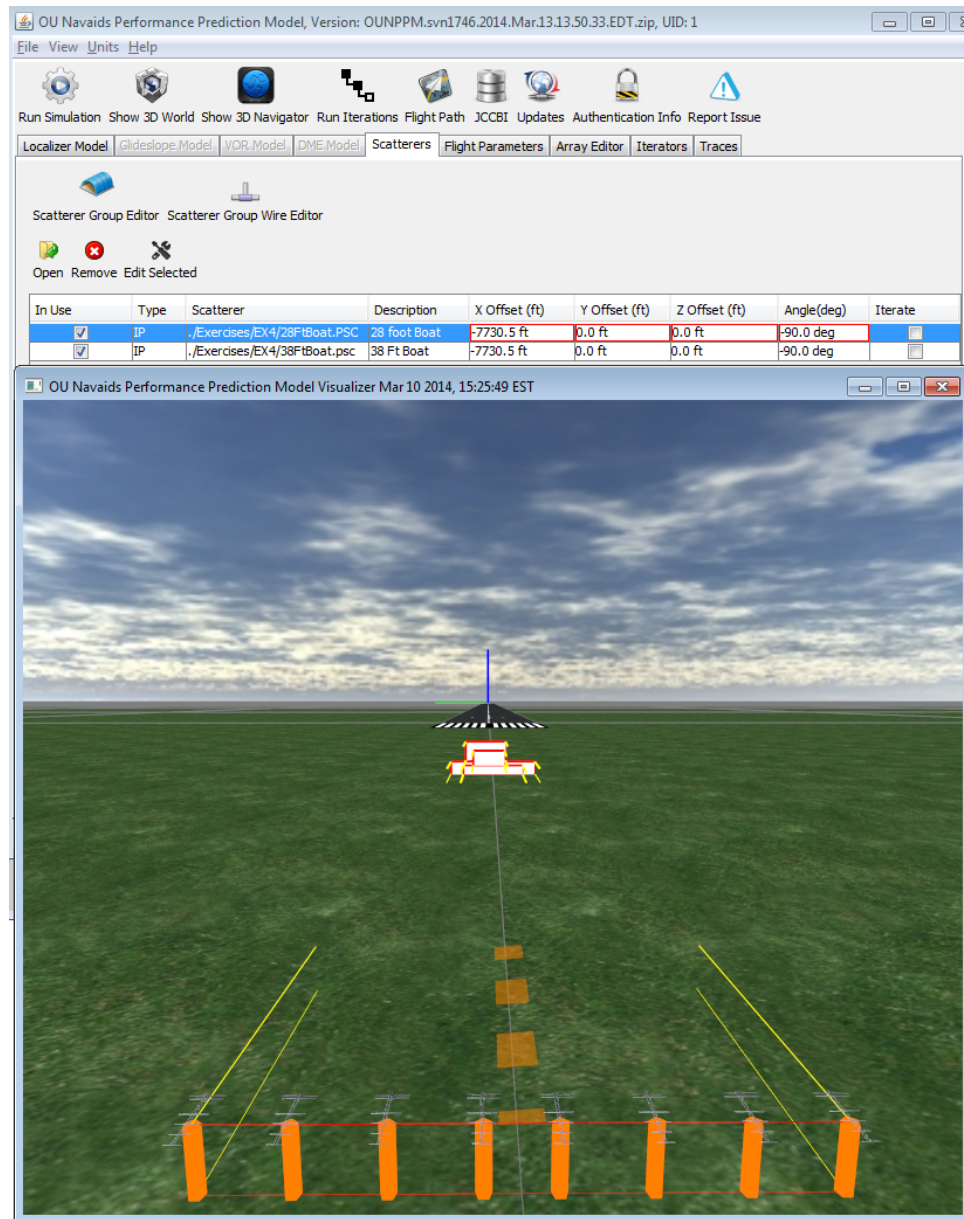 OU Navaids Performance Prediction Model, Version: OUNPPM.svn1746.2014.Mar.13.13.50.33.EDT.zip, UID: 1
File View Units Help
Run Simulation Show 3D World Show 3D Navigator Run Iterations Flight Path JCCBI Updates Authentication Info Report Issue
Localizer Model Glideslope Model VOR Model DME Model Scatterers Flight Parameters Array Editor Iterators Traces
Scatterer Group Editor Scatterer Group Wire Editor
Open Remove Edit Selected
In Use Type Scatterer Description X Offset (ft) Y Offset (ft) Z Offset (ft) Angle(deg) Iterate
IP ./Exercises/EX4/28FtBoat.PSC 28 foot Boat -7730.5 ft 0.0 ft 0.0 ft -90.0 deg
IP ./Exercises/EX4/38FtBoat.psc 38 Ft Boat -7730.5 ft 0.0 ft 0.0 ft -90.0 deg
OU Navaids Performance Prediction Model Visualizer Mar 10 2014, 15:25:49 EST